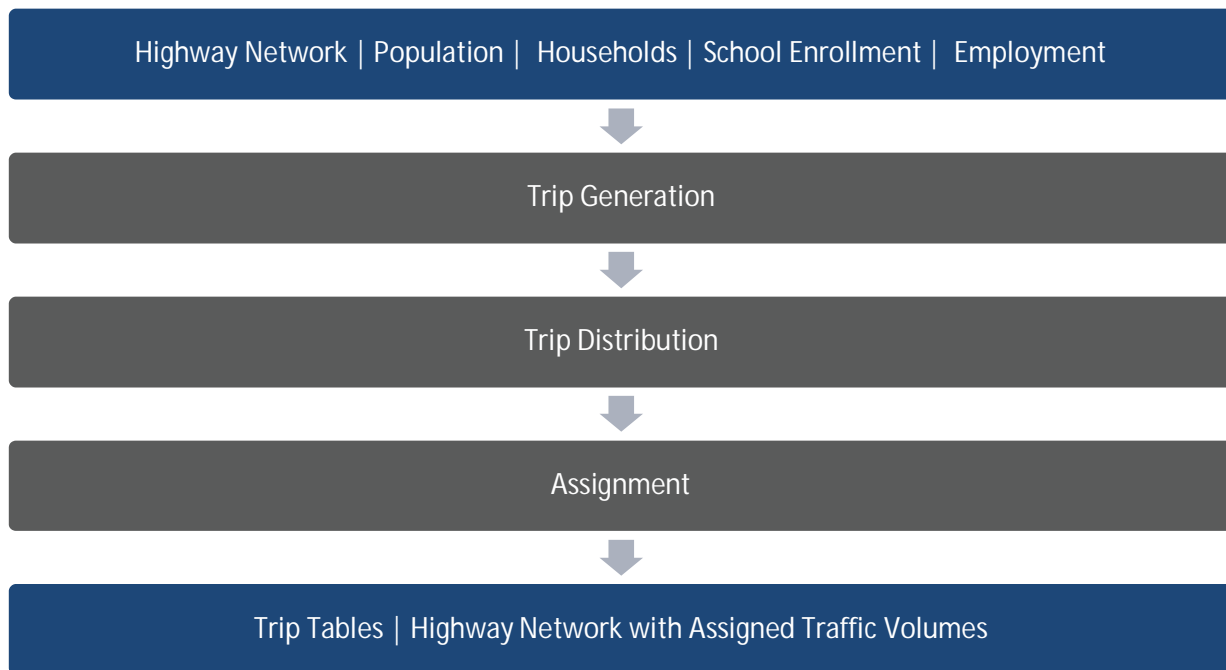 Highway Network | Population | Households | School Enrollment | Employment
Trip Generation
Trip Distribution
Assignment
Trip Tables | Highway Network with Assigned Traffic Volumes